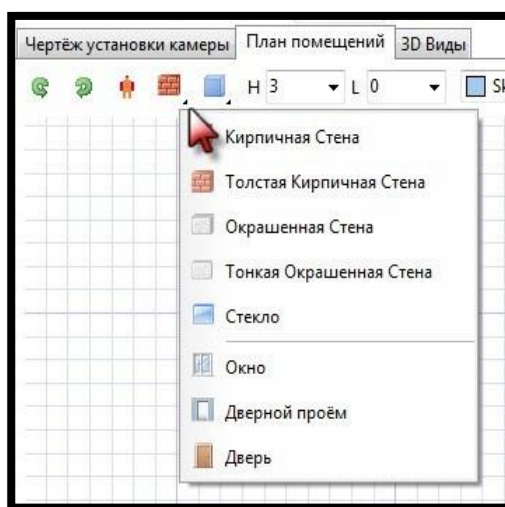 Чертёж установки камеры План помещений 3D Виды
H 3 L 0
Кирпичная Стена
Толстая Кирпичная Стена
Окрашенная Стена
Тонкая Окрашенная Стена
Стекло
Окно
Дверной проём
Дверь